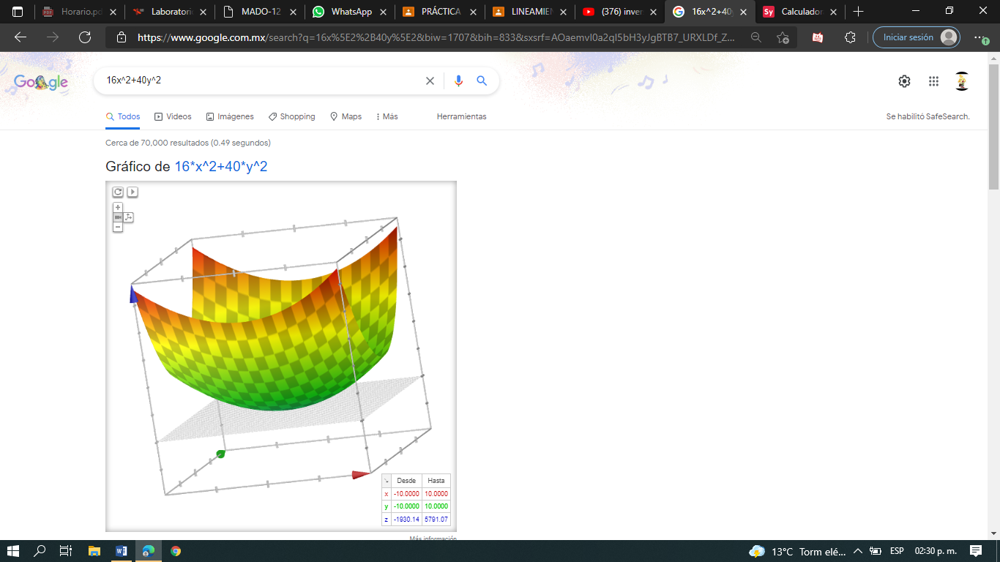 Horario.pd
Laboratori
MADO-12
WhatsApp
PRÁCTICA
LINEAMIEN
(376) inver
16x^2+40y
Calculador
https://www.google.com.mx/search?q=16x%5E2%2B40y%5E2&biw=1707&bih=833&sxsrf=AOaemvI0a2qI5bH3yJgBTB7_URXLDf_Z...
Iniciar sesión
Google
16x^2+40y^2
Todos
Videos
Imágenes
Shopping
Maps
Más
Herramientas
Se habilitó SafeSearch.
Cerca de 70,000 resultados (0.49 segundos)
Gráfico de 16*x^2+40*y^2
Desde Hasta
x -10.0000 10.0000
y -10.0000 10.0000
z -1930.14 5791.07
Más información
13°C Torm elé...
ESP
02:30 p. m.